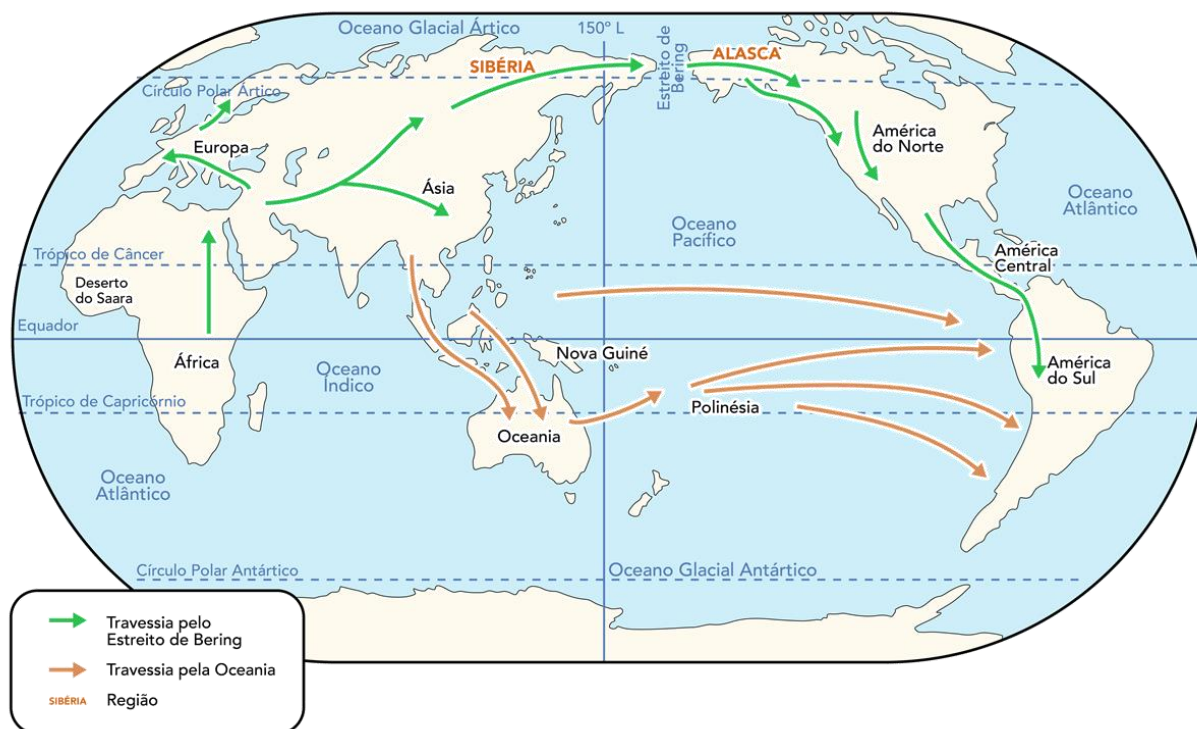 Oceano Glacial Ártico
150º L
Estreito de
Bering
ALASCA
SIBÉRIA
Círculo Polar Ártico
Europa
América
do Norte
Ásia
Oceano
Pacífico
Oceano
Atlântico
Trópico de Câncer
América
Central
Deserto
do Saara
Equador
África
Nova Guiné
Oceano
Índico
América
do Sul
Trópico de Capricórnio
Polinésia
Oceania
Oceano
Atlântico
Círculo Polar Antártico
Oceano Glacial Antártico
Travessia pelo
Estreito de Bering
Travessia pela Oceania
SIBÉRIA Região